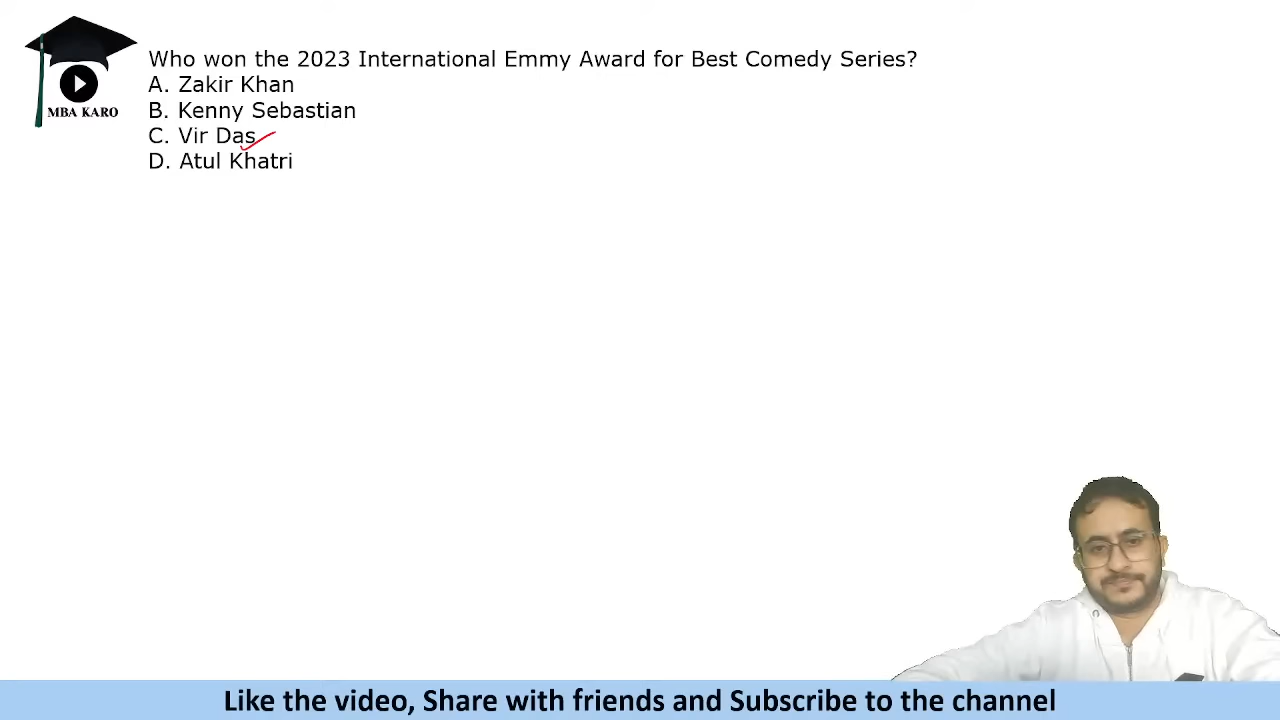 MBA KARO
Who won the 2023 International Emmy Award for Best Comedy Series?
A. Zakir Khan
B. Kenny Sebastian
C. Vir Das
D. Atul Khatri
Like the video, Share with friends and Subscribe to the channel